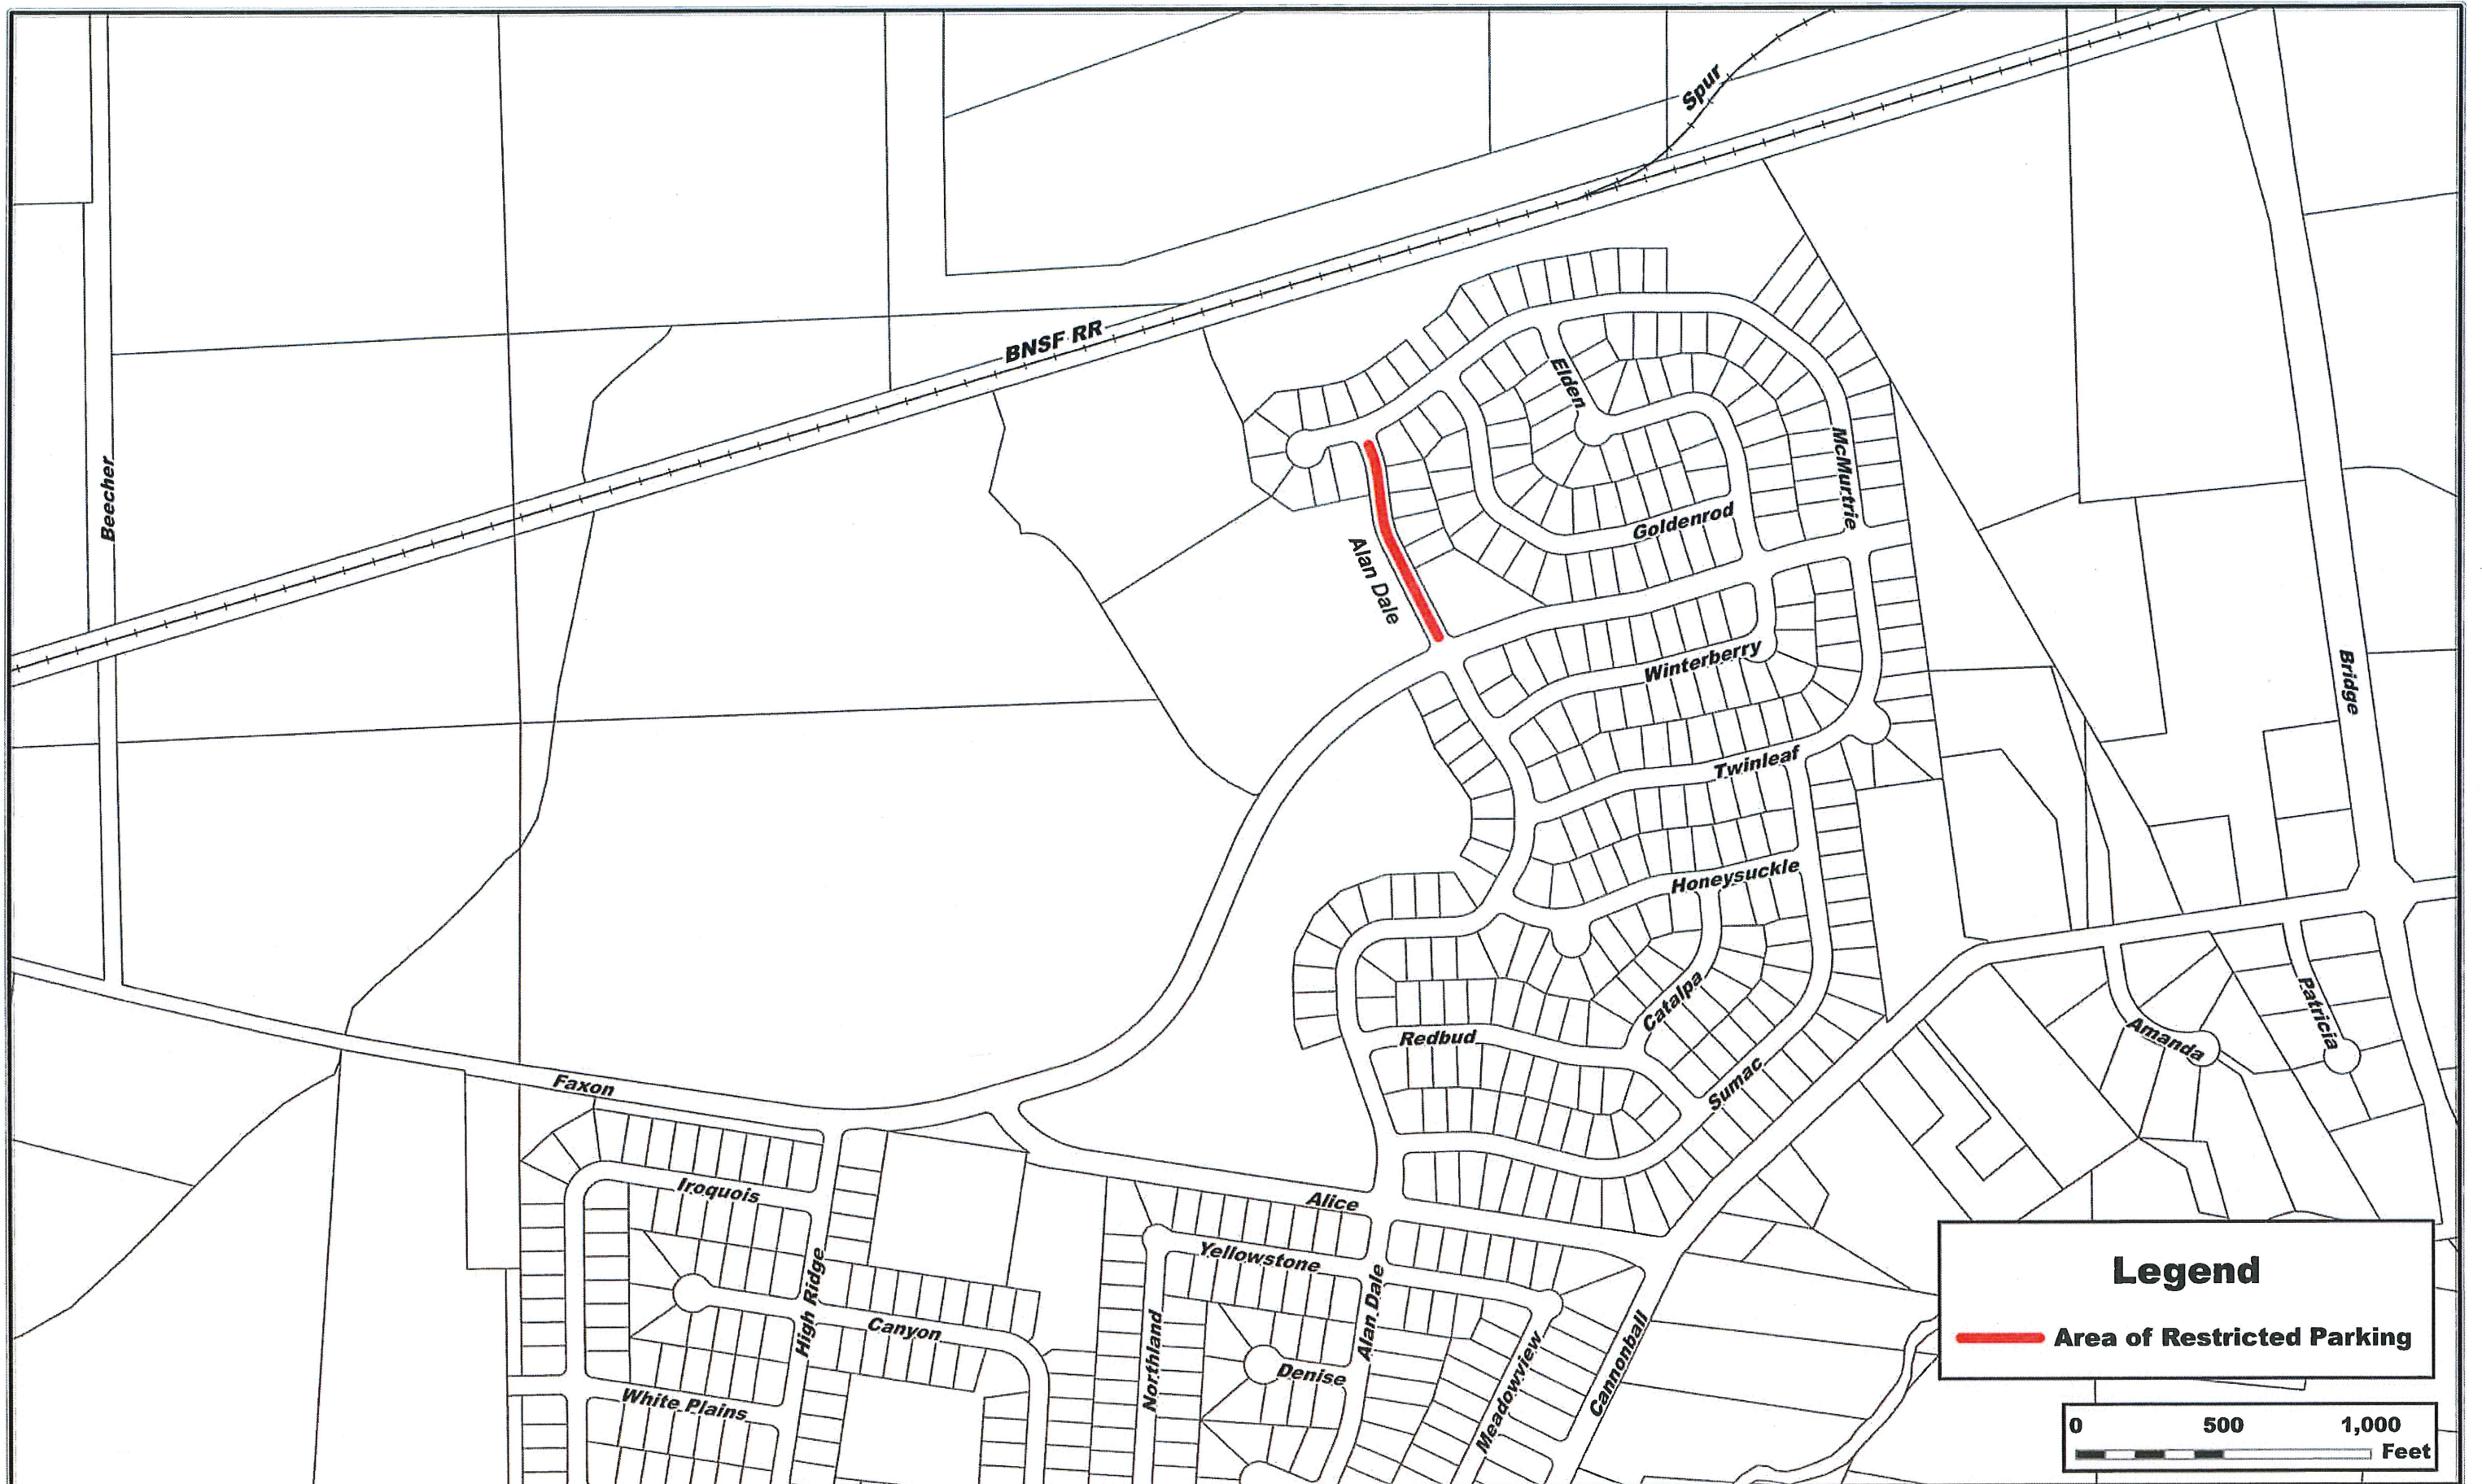 Spur
BNSF RR
Elden
McMurtrie
Beecher
Goldenrod
Alan Dale
Winterberry
Bridge
Twinleaf
Honeysuckle
Catalpa
Redbud
Patricia
Amanda
Sumac
Faxon
Iroquois
Alice
Yellowstone
High Ridge
Canyon
Northland
Alan Dale
Denise
Meadowview
Cannonball
White Plains
Legend
Area of Restricted Parking
0 500 1,000
Feet